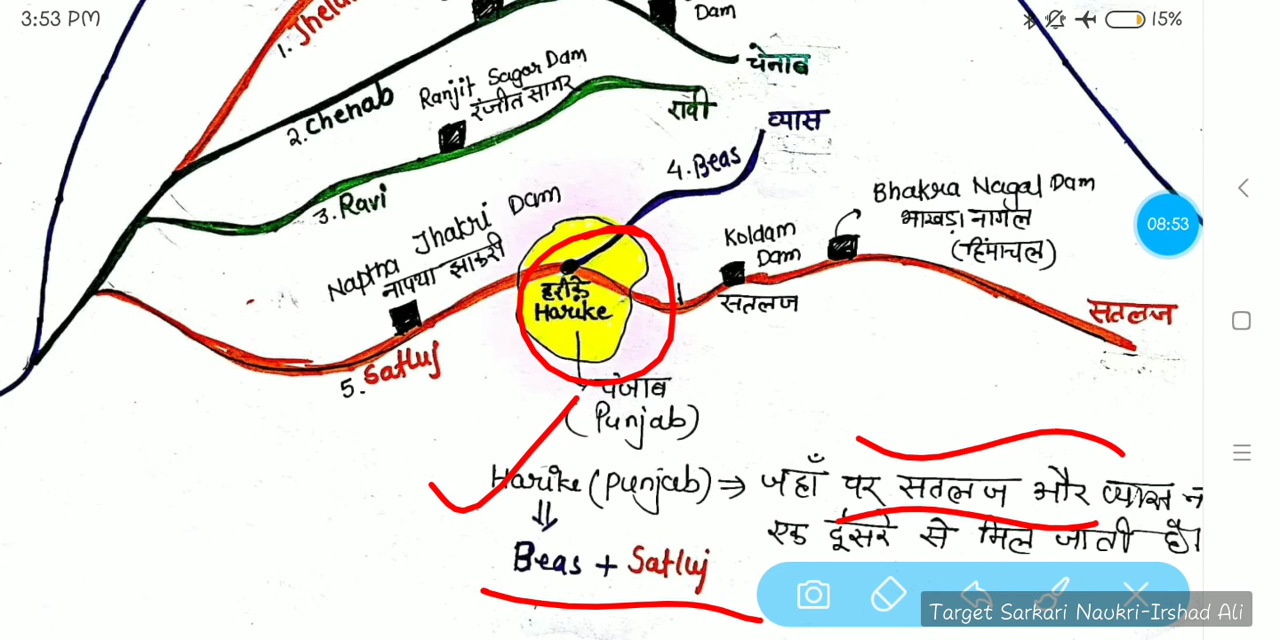 3:53 PM
15%
1. Jhelu
Dam
चेनाब
2. Chenab
Ranjit Sagar Dam
रंजीत सागर
रावी
व्यास
4. Beas
3. Ravi
Bhakra Nagal Dam
भाखड़ा नागल
(हिमाचल)
08:53
Koldam
Dam
सतलज
Naptha Jhakri Dam
नापथा झाकरी
हरीके
Harike
सतलज
5. Satluj
पंजाब
(Punjab)
Harike (Punjab) ⇒ जहाँ पर सतलज और व्यास न
एक दूसरे से मिल जाती है।
⇓
Beas + Satluj
Target Sarkari Naukri-Irshad Ali